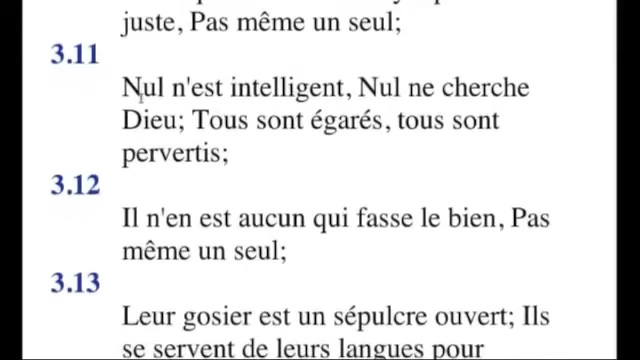 juste, Pas même un seul;
3.11
Nul n'est intelligent, Nul ne cherche
Dieu; Tous sont égarés, tous sont
pervertis;
3.12
Il n'en est aucun qui fasse le bien, Pas
même un seul;
3.13
Leur gosier est un sépulcre ouvert; Ils
se servent de leurs langues pour